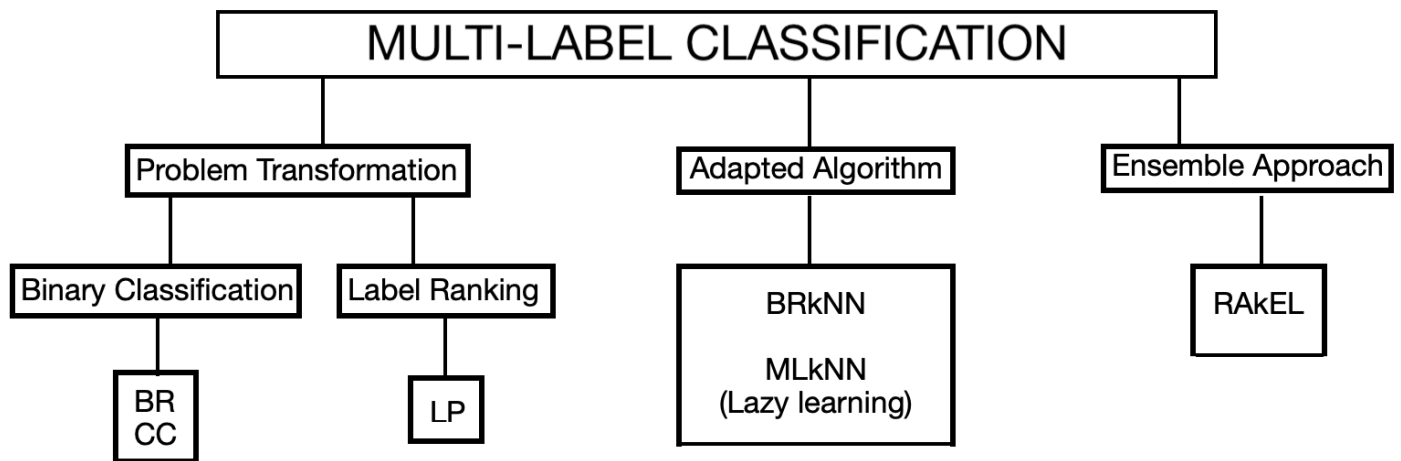 MULTI-LABEL CLASSIFICATION
Problem Transformation
Adapted Algorithm
Ensemble Approach
Binary Classification
Label Ranking
BRkNN
MLkNN
(Lazy learning)
RAkEL
BR
CC
LP